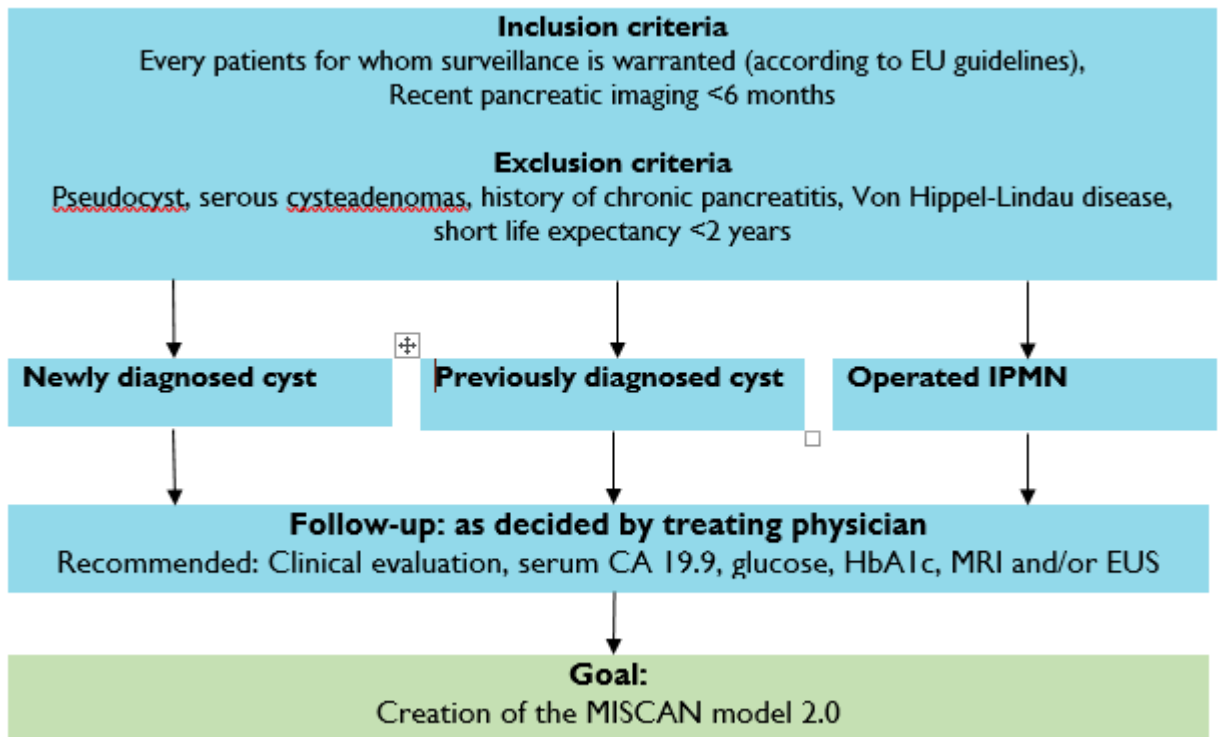 Inclusion criteria
Every patients for whom surveillance is warranted (according to EU guidelines),
Recent pancreatic imaging <6 months
Exclusion criteria
Pseudocyst, serous cysteadenomas, history of chronic pancreatitis, Von Hippel-Lindau disease,
short life expectancy <2 years
Newly diagnosed cyst
Previously diagnosed cyst
Operated IPMN
Follow-up: as decided by treating physician
Recommended: Clinical evaluation, serum CA 19.9, glucose, HbA1c, MRI and/or EUS
Goal:
Creation of the MISCAN model 2.0